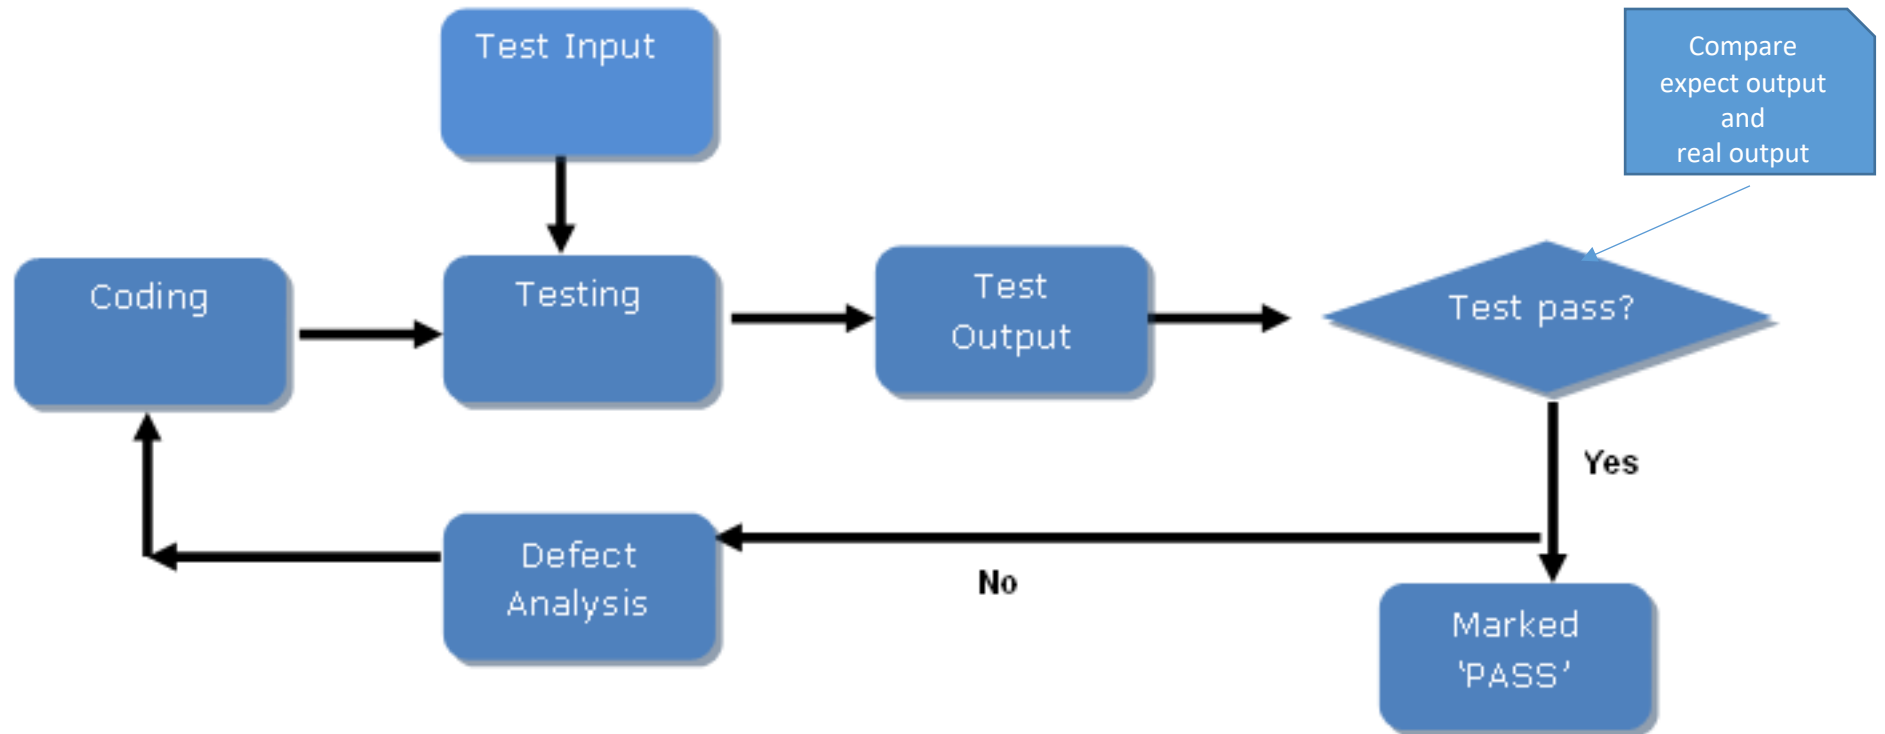 Test Input
Compare
expect output
and
real output
Coding
Testing
Test
Output
Test pass?
Yes
Defect
Analysis
No
Marked
‘PASS’